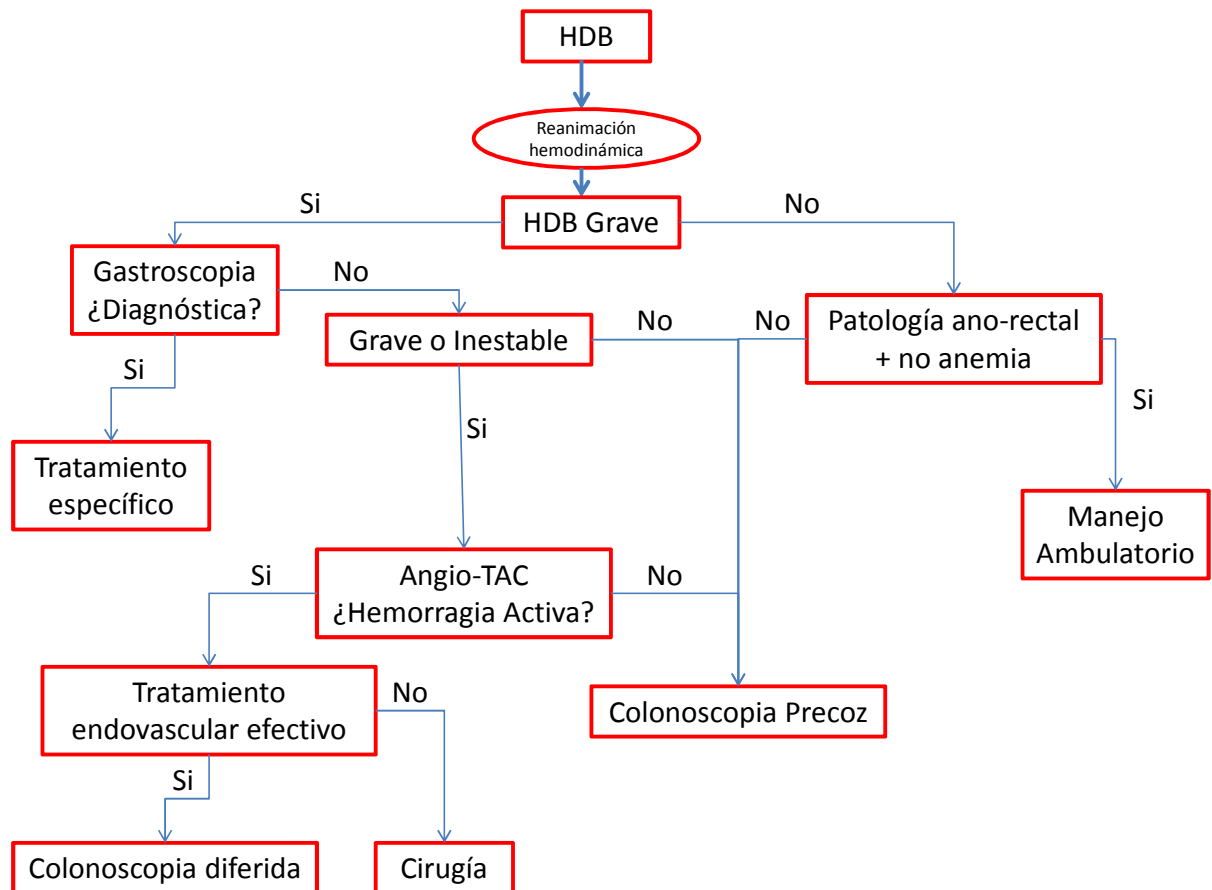 HDB
Reanimación
hemodinámica
Si
No
HDB Grave
Gastroscopia
¿Diagnóstica?
No
Grave o Inestable
No
No
Patología ano-rectal
+ no anemia
Si
Si
Si
Tratamiento
específico
Manejo
Ambulatorio
Si
Angio-TAC
¿Hemorragia Activa?
No
Tratamiento
endovascular efectivo
No
Colonoscopia Precoz
Si
Colonoscopia diferida
Cirugía